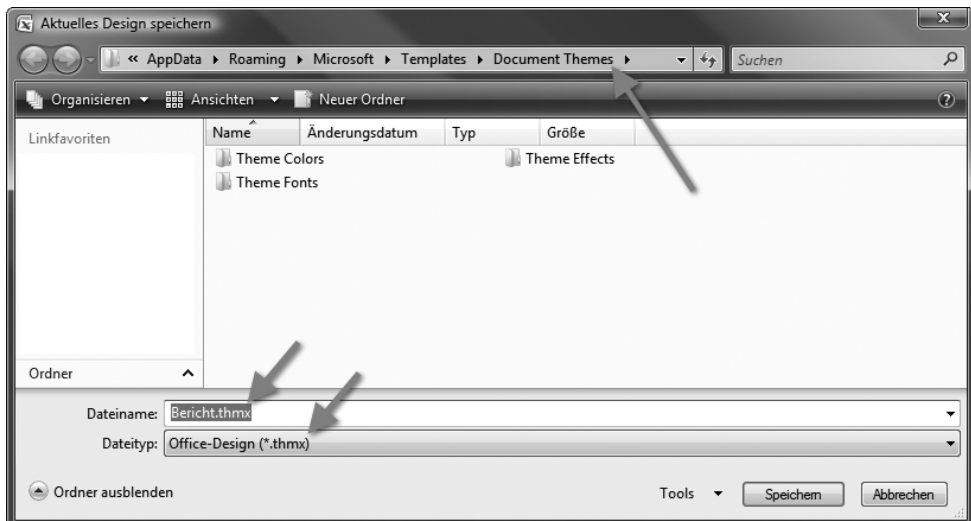 Aktuelles Design speichern
« AppData ▸ Roaming ▸ Microsoft ▸ Templates ▸ Document Themes ▸ Suchen
Organisieren Ansichten Neuer Ordner
Linkfavoriten
Name Änderungsdatum Typ Größe
Theme Colors Theme Effects
Theme Fonts
Ordner
Dateiname: Bericht.thmx
Dateityp: Office-Design (*.thmx)
Ordner ausblenden Tools Speichern Abbrechen